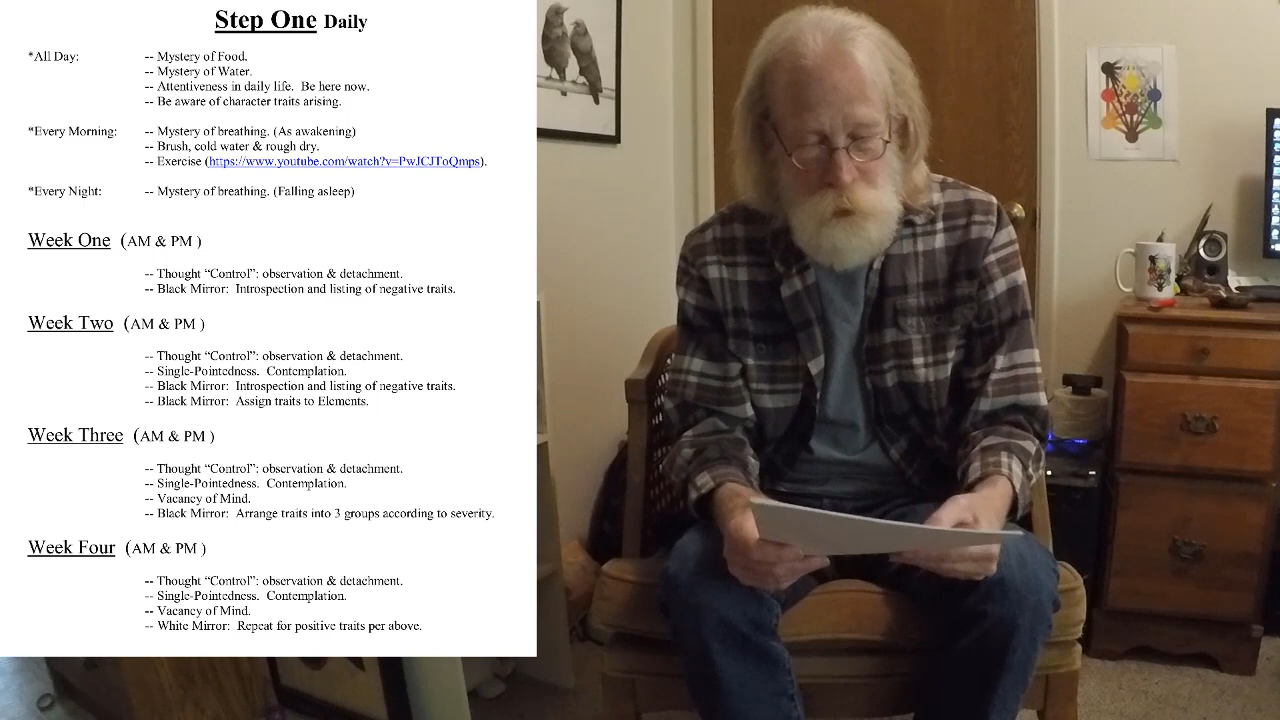 Step One Daily
*All Day: -- Mystery of Food.
-- Mystery of Water.
-- Attentiveness in daily life. Be here now.
-- Be aware of character traits arising.
*Every Morning: -- Mystery of breathing. (As awakening)
-- Brush, cold water & rough dry.
-- Exercise (https://www.youtube.com/watch?v=PwJCJToQmps).
*Every Night: -- Mystery of breathing. (Falling asleep)
Week One (AM & PM )
-- Thought “Control”: observation & detachment.
-- Black Mirror: Introspection and listing of negative traits.
Week Two (AM & PM )
-- Thought “Control”: observation & detachment.
-- Single-Pointedness. Contemplation.
-- Black Mirror: Introspection and listing of negative traits.
-- Black Mirror: Assign traits to Elements.
Week Three (AM & PM )
-- Thought “Control”: observation & detachment.
-- Single-Pointedness. Contemplation.
-- Vacancy of Mind.
-- Black Mirror: Arrange traits into 3 groups according to severity.
Week Four (AM & PM )
-- Thought “Control”: observation & detachment.
-- Single-Pointedness. Contemplation.
-- Vacancy of Mind.
-- White Mirror: Repeat for positive traits per above.